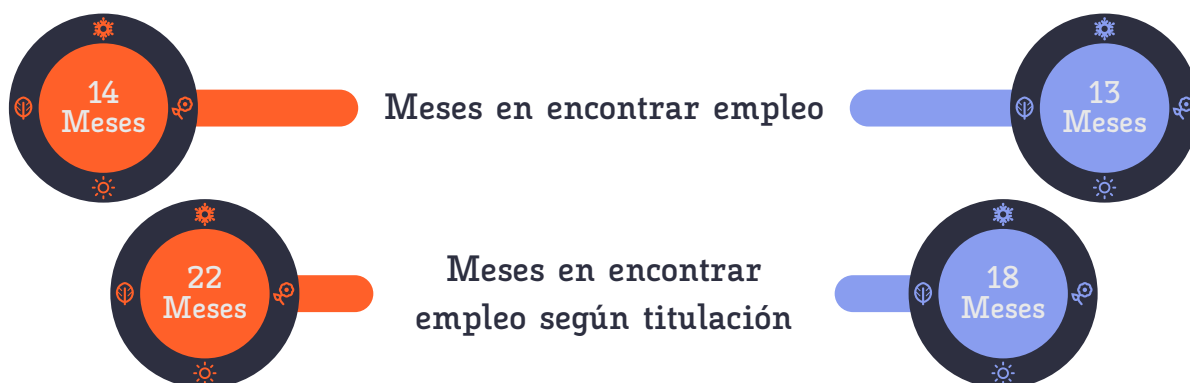 14
Meses
Meses en encontrar empleo
13
Meses
22
Meses
Meses en encontrar
empleo según titulación
18
Meses